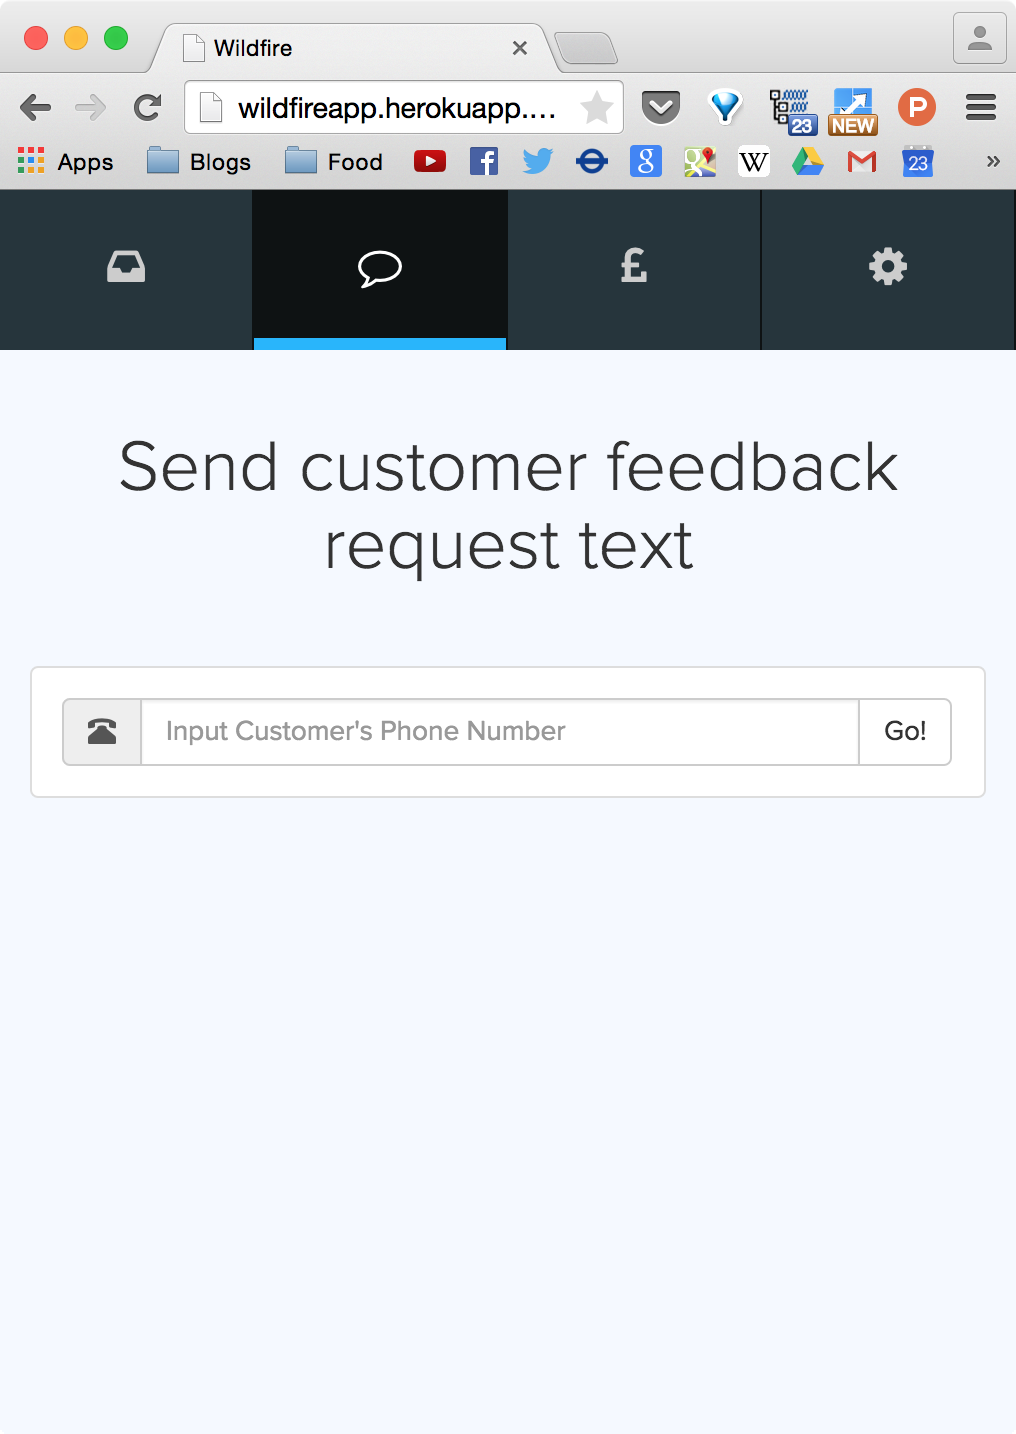 Wildfire
wildfireapp.herokuapp....
23
NEW
P
Apps
Blogs
Food
g
g
W
23
»
£
Send customer feedback
request text
Input Customer's Phone Number
Go!